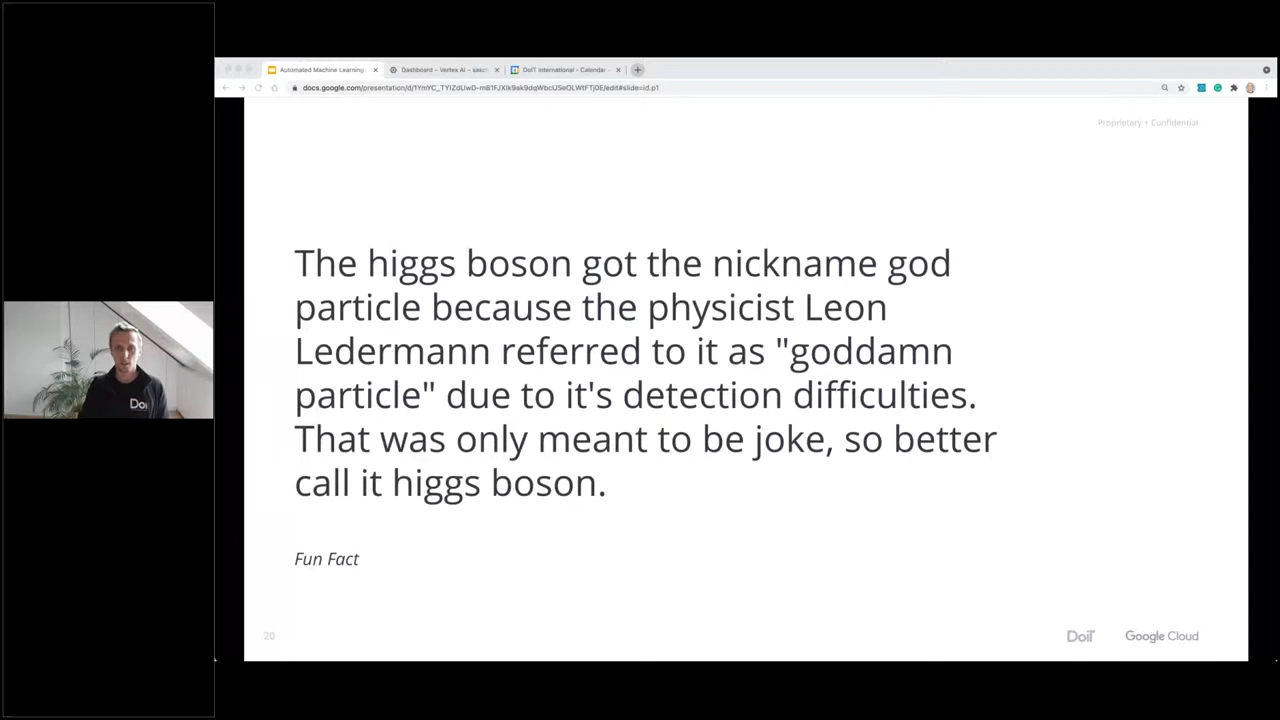 Automated Machine Learning
Dashboard – Vertex AI –
DoiT International - Calendar
Proprietary + Confidential
The higgs boson got the nickname god
particle because the physicist Leon
Ledermann referred to it as "goddamn
particle" due to it's detection difficulties.
That was only meant to be joke, so better
call it higgs boson.
Fun Fact
20
DoiT
Google Cloud